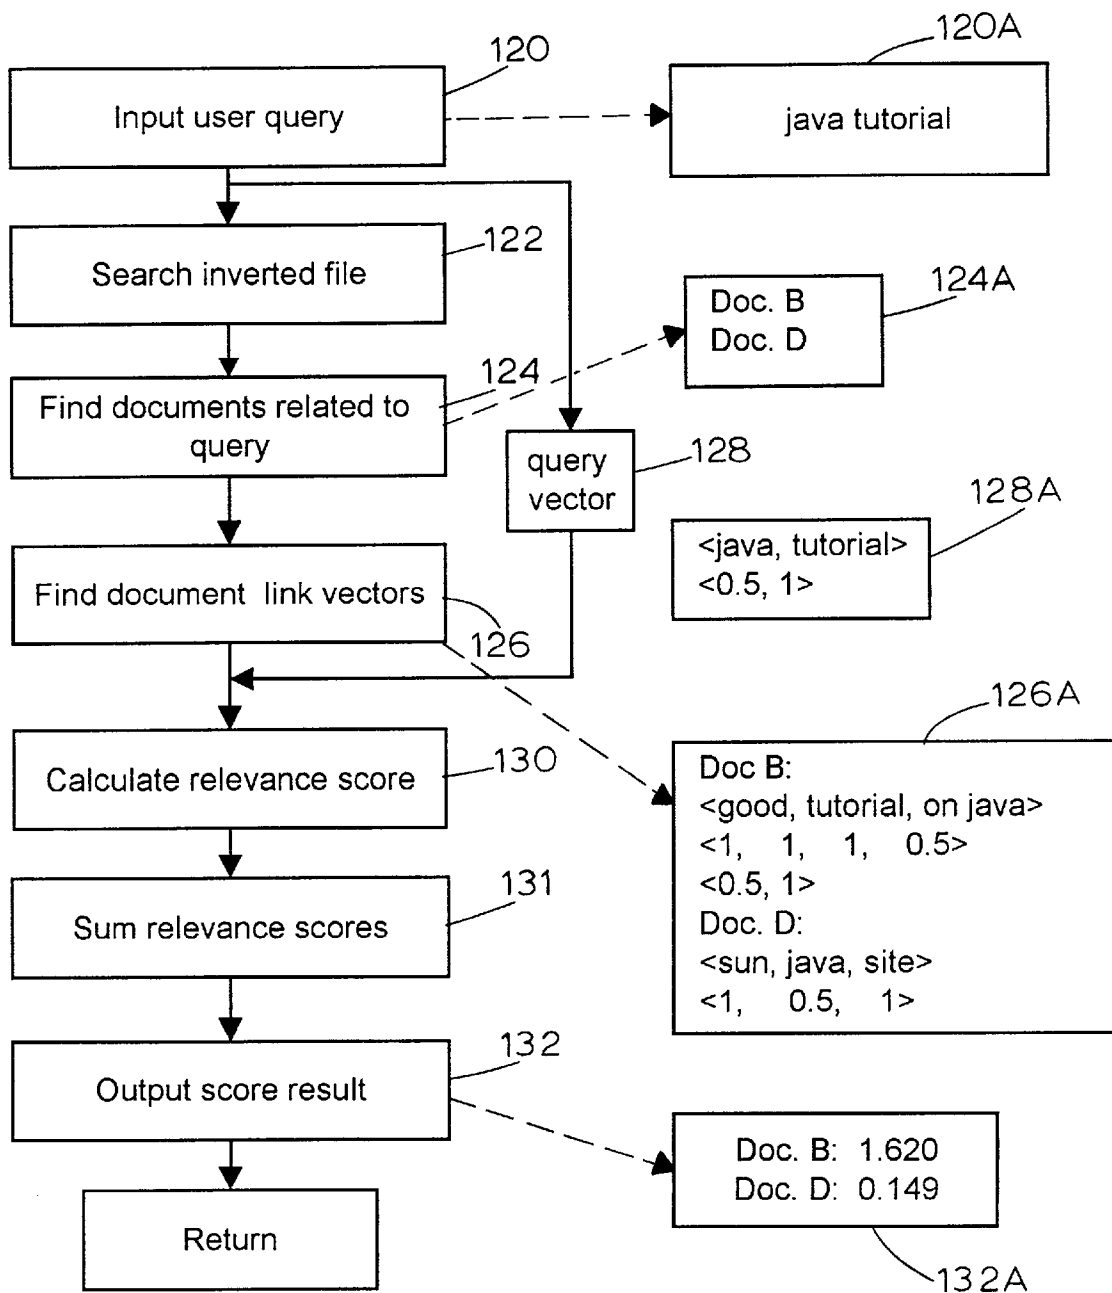 120
120A
Input user query
java tutorial
122
Search inverted file
124A
Doc. B
Doc. D
124
Find documents related to
query
128
query
vector
128A
<java, tutorial>
<0.5, 1>
Find document link vectors
126
126A
Doc B:
<good, tutorial, on java>
<1, 1, 1, 0.5>
<0.5, 1>
Doc. D:
<sun, java, site>
<1, 0.5, 1>
130
Calculate relevance score
131
Sum relevance scores
132
Output score result
Doc. B: 1.620
Doc. D: 0.149
132A
Return